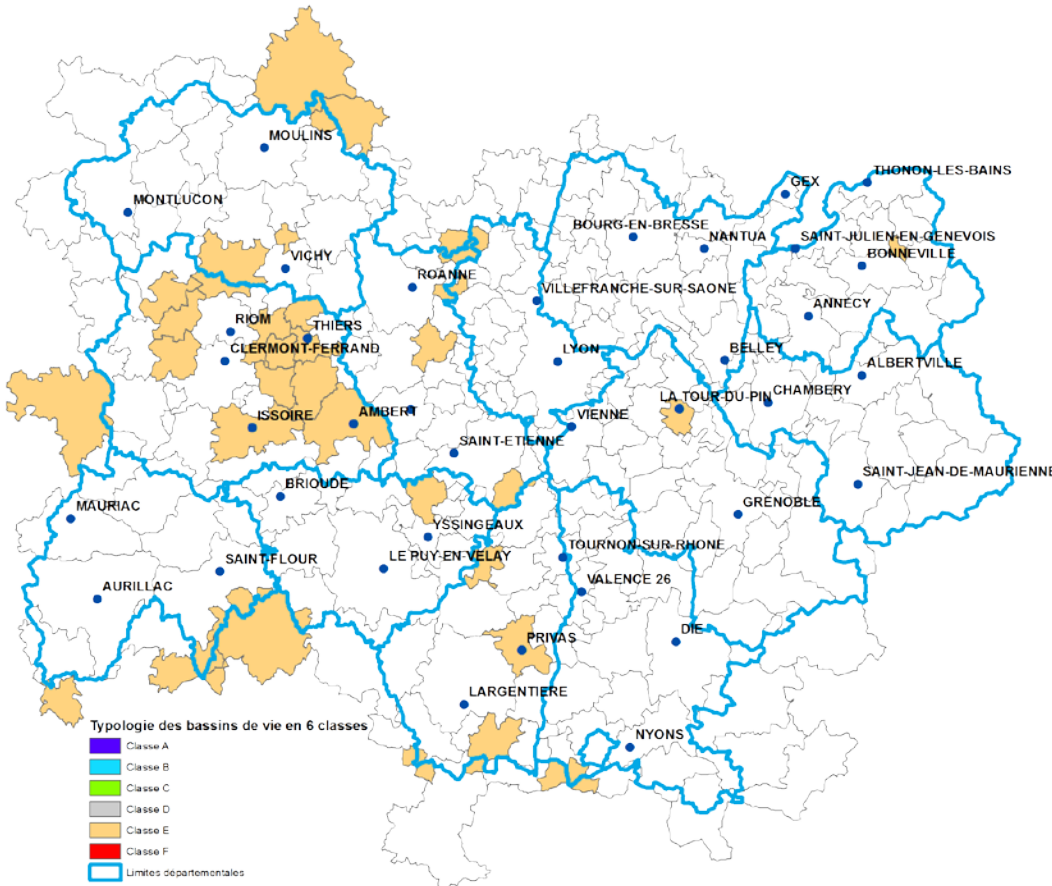 MOULINS
THONON-LES-BAINS
GEX
MONTLUCON
BOURG-EN-BRESSE
NANTUA
SAINT-JULIEN-EN-GENEVOIS
BONNEVILLE
VICHY
ROANNE
VILLEFRANCHE-SUR-SAONE
ANNECY
RIOM
THIERS
CLERMONT-FERRAND
LYON
BELLEY
ALBERTVILLE
CHAMBERY
LA TOUR-DU-PIN
ISSOIRE
AMBERT
VIENNE
SAINT-ETIENNE
SAINT-JEAN-DE-MAURIENNE
BRIOUDE
MAURIAC
GRENOBLE
YSSINGEAUX
TOURNON-SUR-RHONE
SAINT-FLOUR
LE PUY-EN-VELAY
AURILLAC
VALENCE 26
DIE
PRIVAS
LARGENTIERE
NYONS
Typologie des bassins de vie en 6 classes
Classe A
Classe B
Classe C
Classe D
Classe E
Classe F
Limites départementales